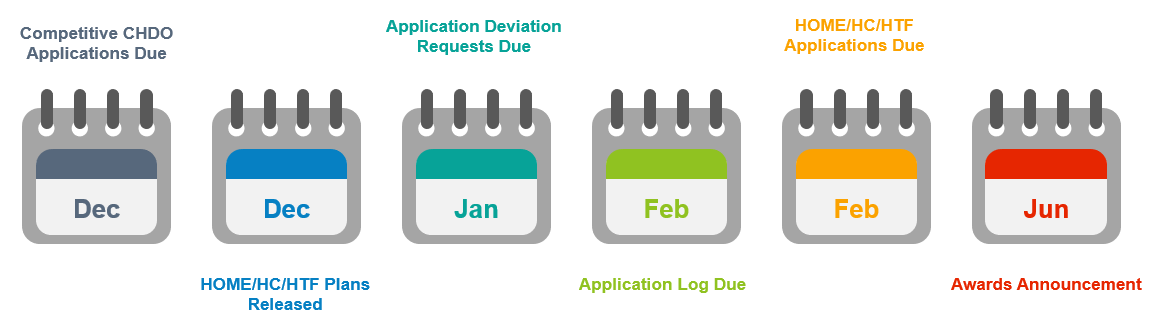 Competitive CHDO
Applications Due
Dec
Dec
HOME/HC/HTF Plans
Released
Application Deviation
Requests Due
Jan
Feb
Application Log Due
HOME/HC/HTF
Applications Due
Feb
Jun
Awards Announcement